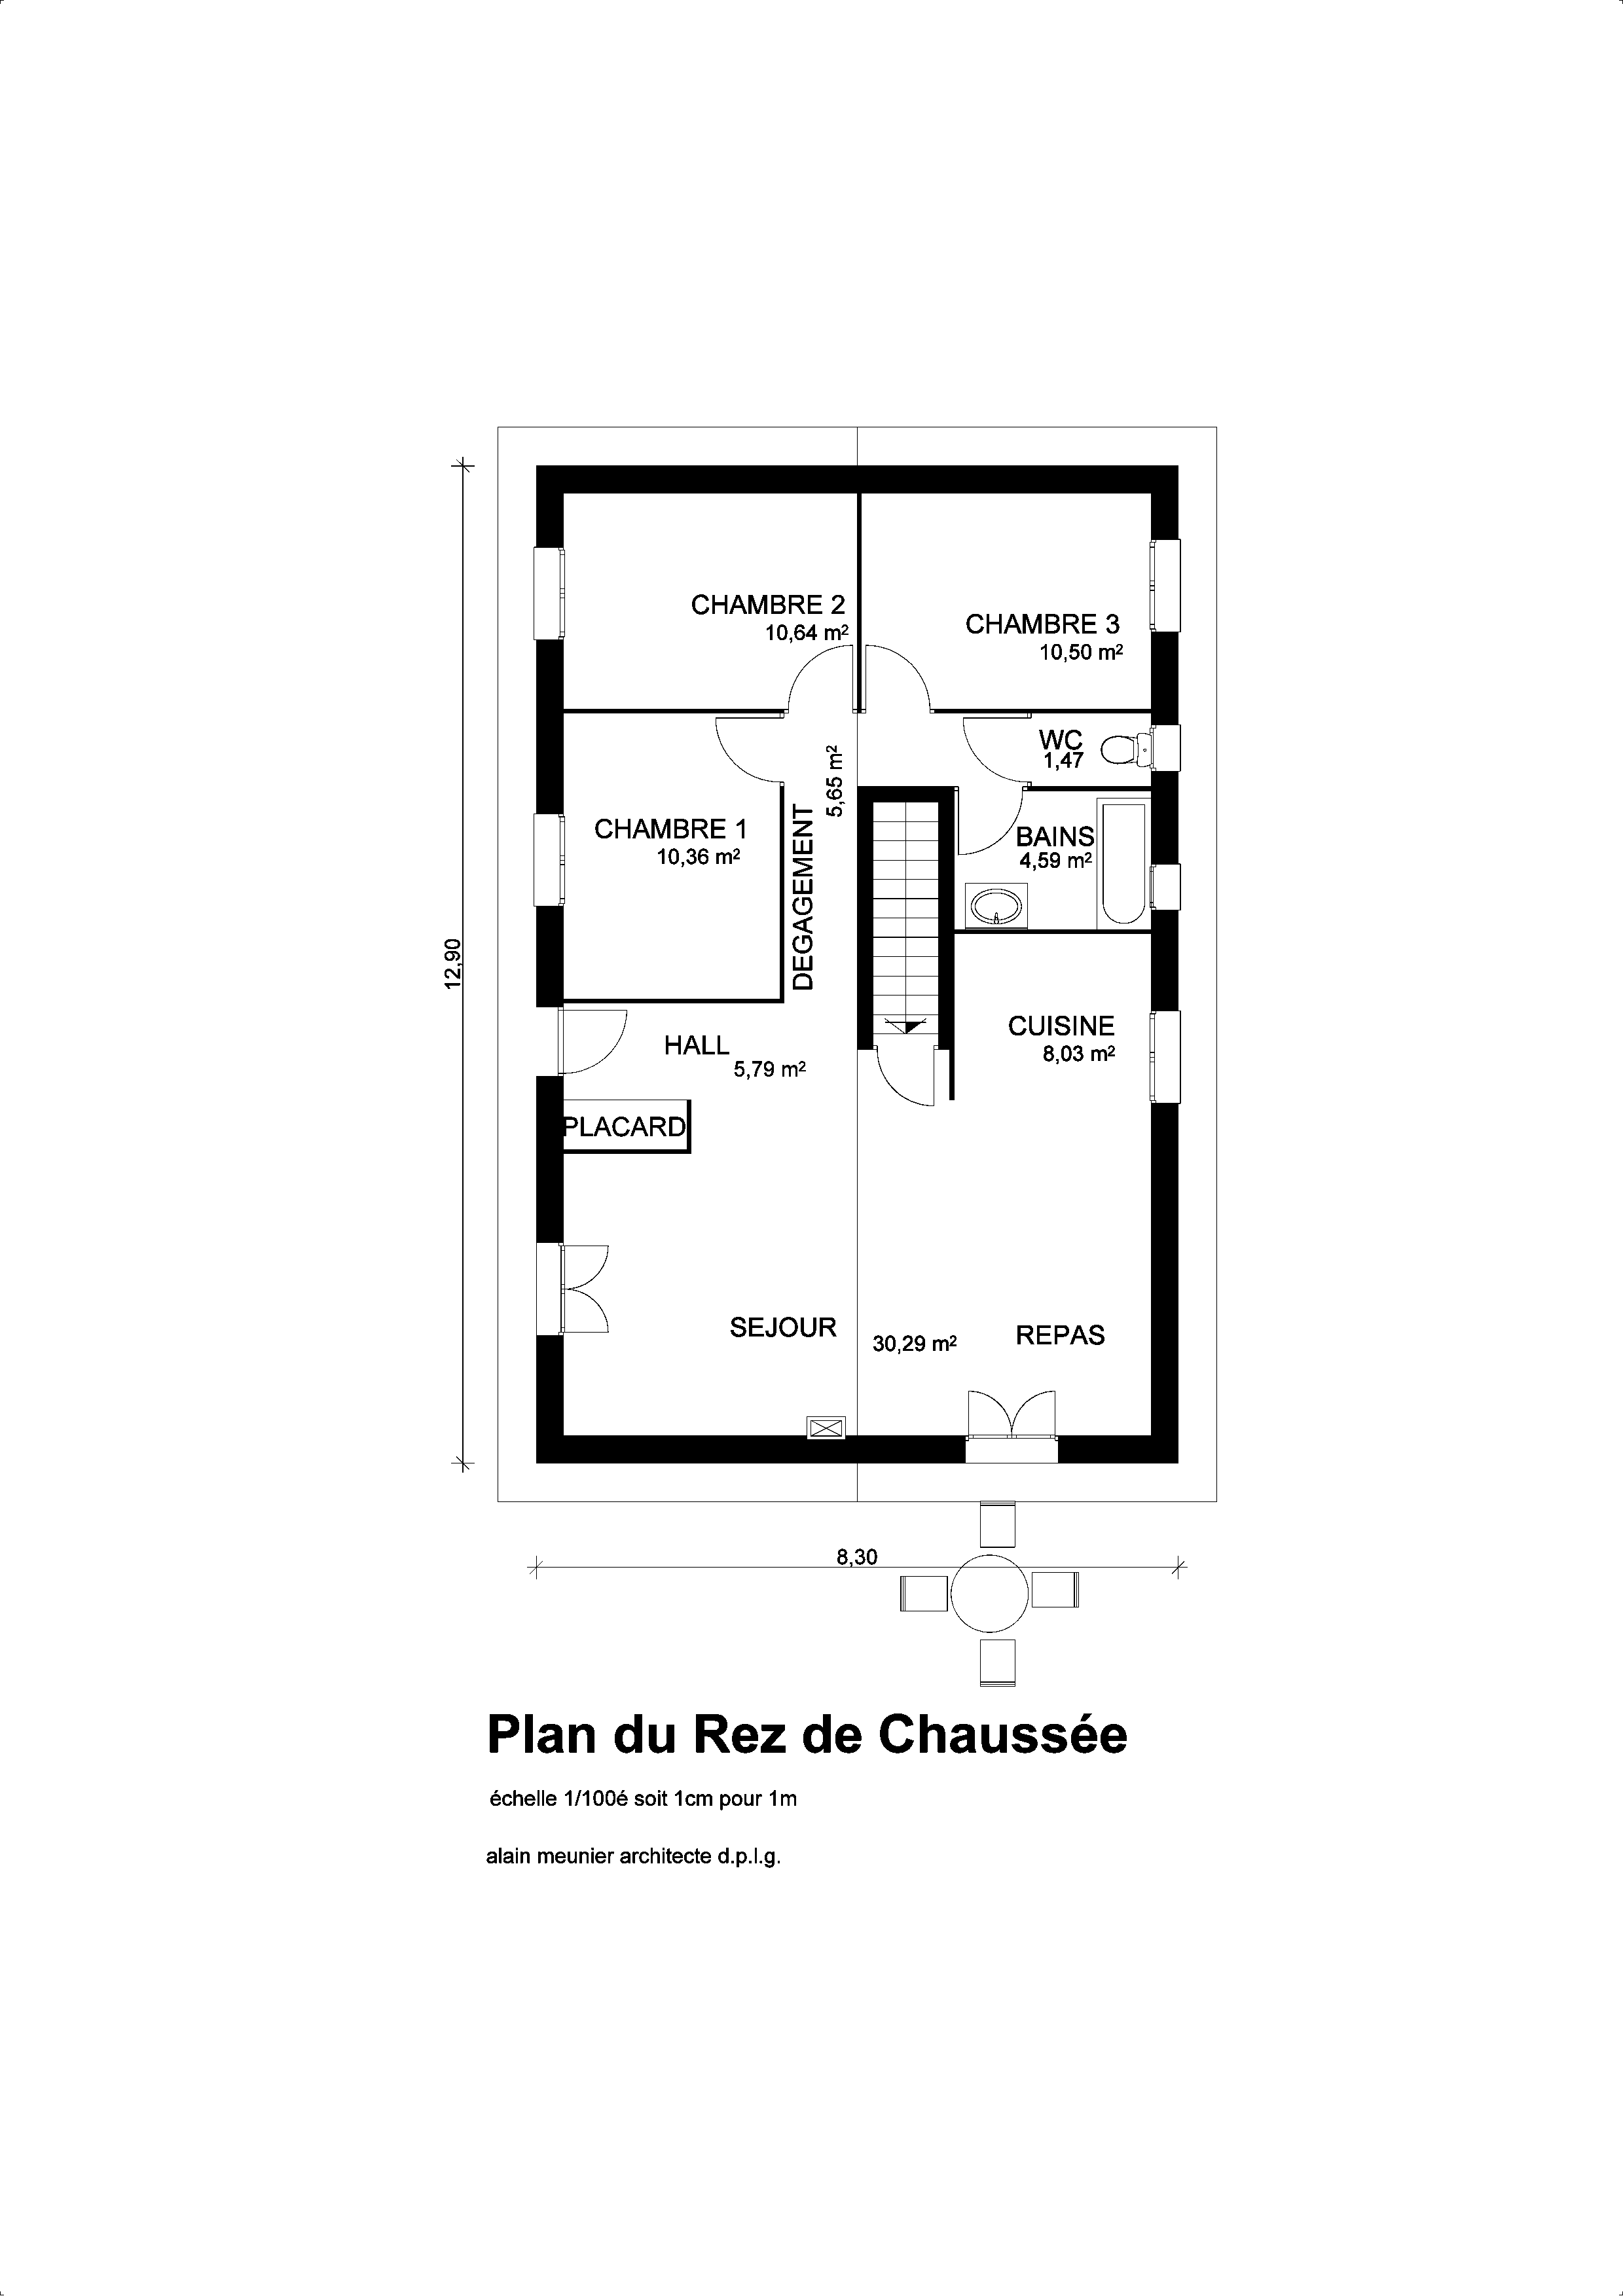 CHAMBRE 2
10,64 m²
CHAMBRE 3
10,50 m²
WC
1,47
5,65 m²
DEGAGEMENT
CHAMBRE 1
10,36 m²
BAINS
4,59 m²
12,90
CUISINE
8,03 m²
HALL
5,79 m²
PLACARD
SEJOUR
30,29 m²
REPAS
8,30
Plan du Rez de Chaussée
échelle 1/100é soit 1cm pour 1m
alain meunier architecte d.p.l.g.